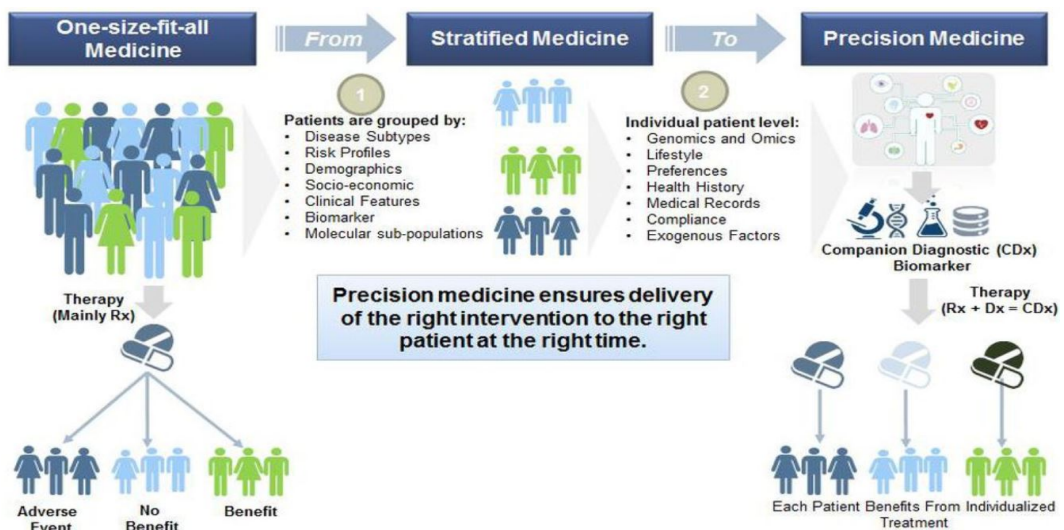 One-size-fit-all
Medicine
From
Stratified Medicine
To
Precision Medicine
1
Patients are grouped by:
• Disease Subtypes
• Risk Profiles
• Demographics
• Socio-economic
• Clinical Features
• Biomarker
• Molecular sub-populations
2
Individual patient level:
• Genomics and Omics
• Lifestyle
• Preferences
• Health History
• Medical Records
• Compliance
• Exogenous Factors
Companion Diagnostic (CDx)
Biomarker
Therapy
(Mainly Rx)
Precision medicine ensures delivery
of the right intervention to the right
patient at the right time.
Therapy
(Rx + Dx = CDx)
Adverse
Event
No
Benefit
Benefit
Each Patient
Benefits From
Treatment
Individualized